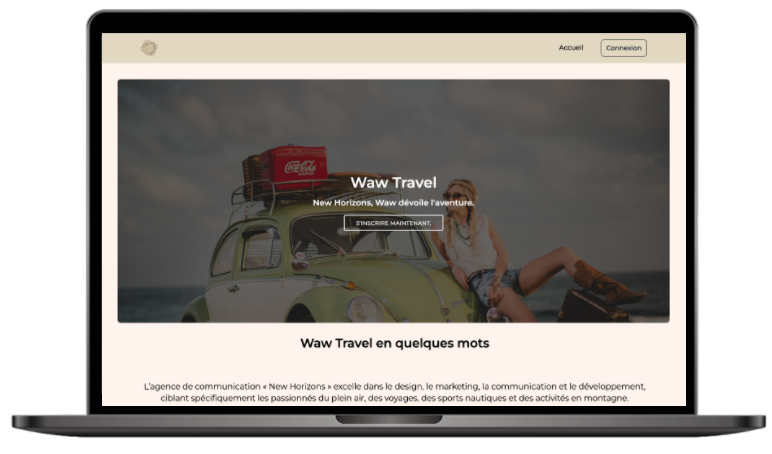 Accueil
Connexion
Coca-Cola
Waw Travel
New Horizons, Waw dévoile l'aventure.
S'INSCRIRE MAINTENANT.
Waw Travel en quelques mots
L'agence de communication « New Horizons » excelle dans le design, le marketing, la communication et le développement,
ciblant spécifiquement les passionnés du plein air, des voyages, des sports nautiques et des activités en montagne.